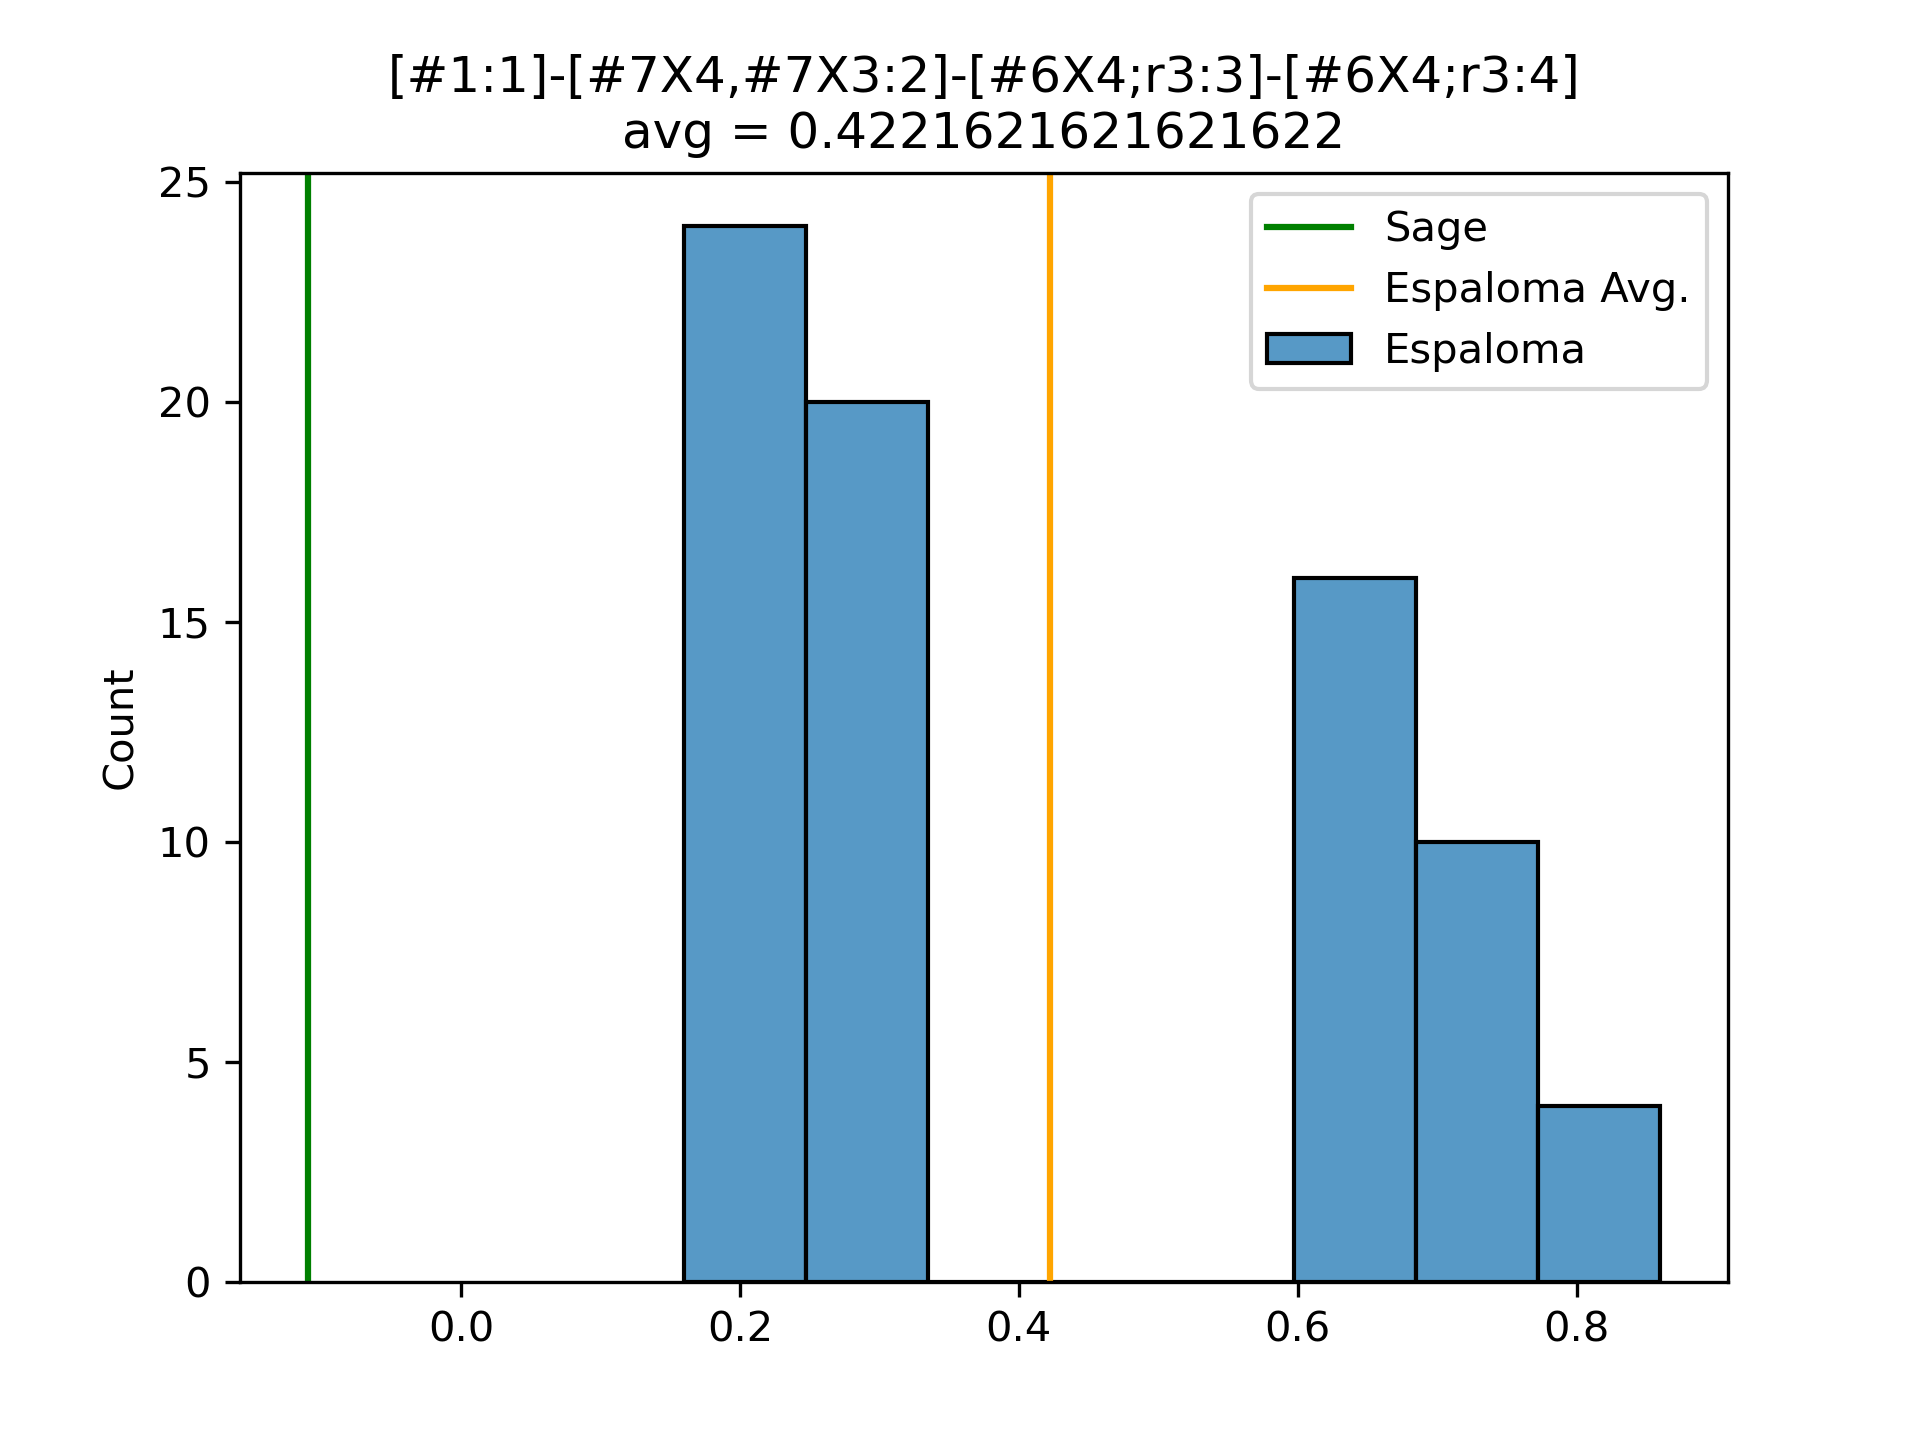 [#1:1]-[#7X4,#7X3:2]-[#6X4;r3:3]-[#6X4;r3:4]
avg = 0.4221621621621622
Sage
Espaloma Avg.
Espaloma
Count
25
20
15
10
5
0
0.0 0.2 0.4 0.6 0.8